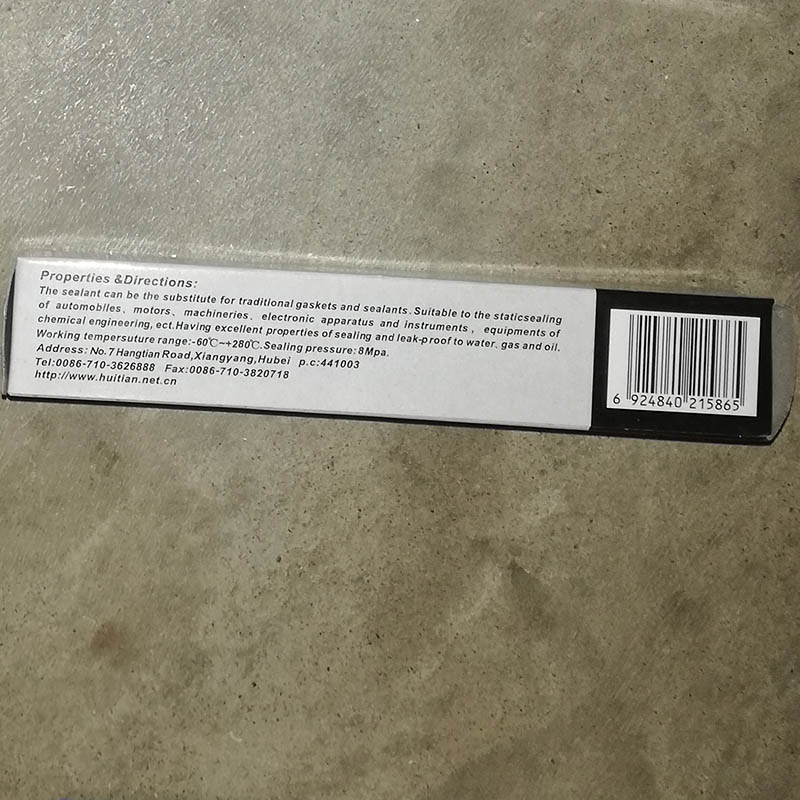 Properties &Directions:
The sealant can be the substitute for traditional gaskets and sealants.Suitable to the staticsealing
of automobiles、motors、machineries、electronic apparatus and instruments，equipments of
chemical engineering, ect.Having excellent properties of sealing and leak-proof to water、gas and oil.
Working tempersuture range:-60℃~+280℃.Sealing pressure:8Mpa.
Address: No.7 Hangtian Road,Xiangyang,Hubei p.c:441003
Tel:0086-710-3626888 Fax:0086-710-3820718
http://www.huitian.net.cn
6 924840 215865